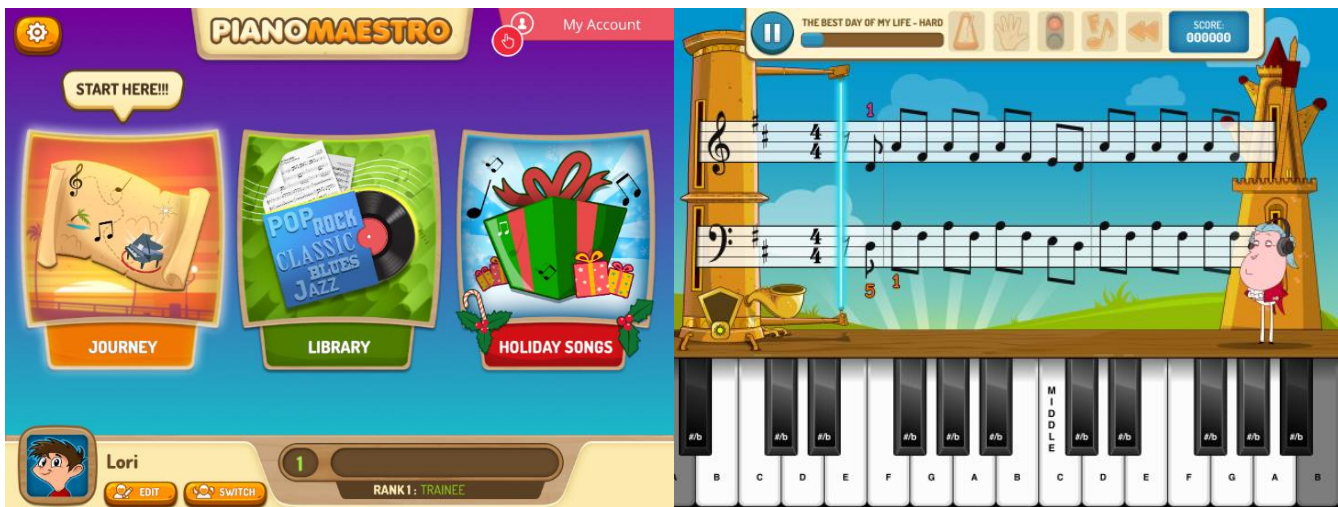 PIANOMAESTRO
My Account
START HERE!!!
POP ROCK
CLASSIC
BLUES
JAZZ
JOURNEY
LIBRARY
HOLIDAY SONGS
Lori
EDIT
SWITCH
1
RANK 1: TRAINEE
THE BEST DAY OF MY LIFE - HARD
SCORE:
000000
1
4
4
4
4
5
1
MIDDLE
#/b #/b #/b #/b #/b #/b #/b #/b #/b #/b #/b
B C D E F G A B C D E F G A B